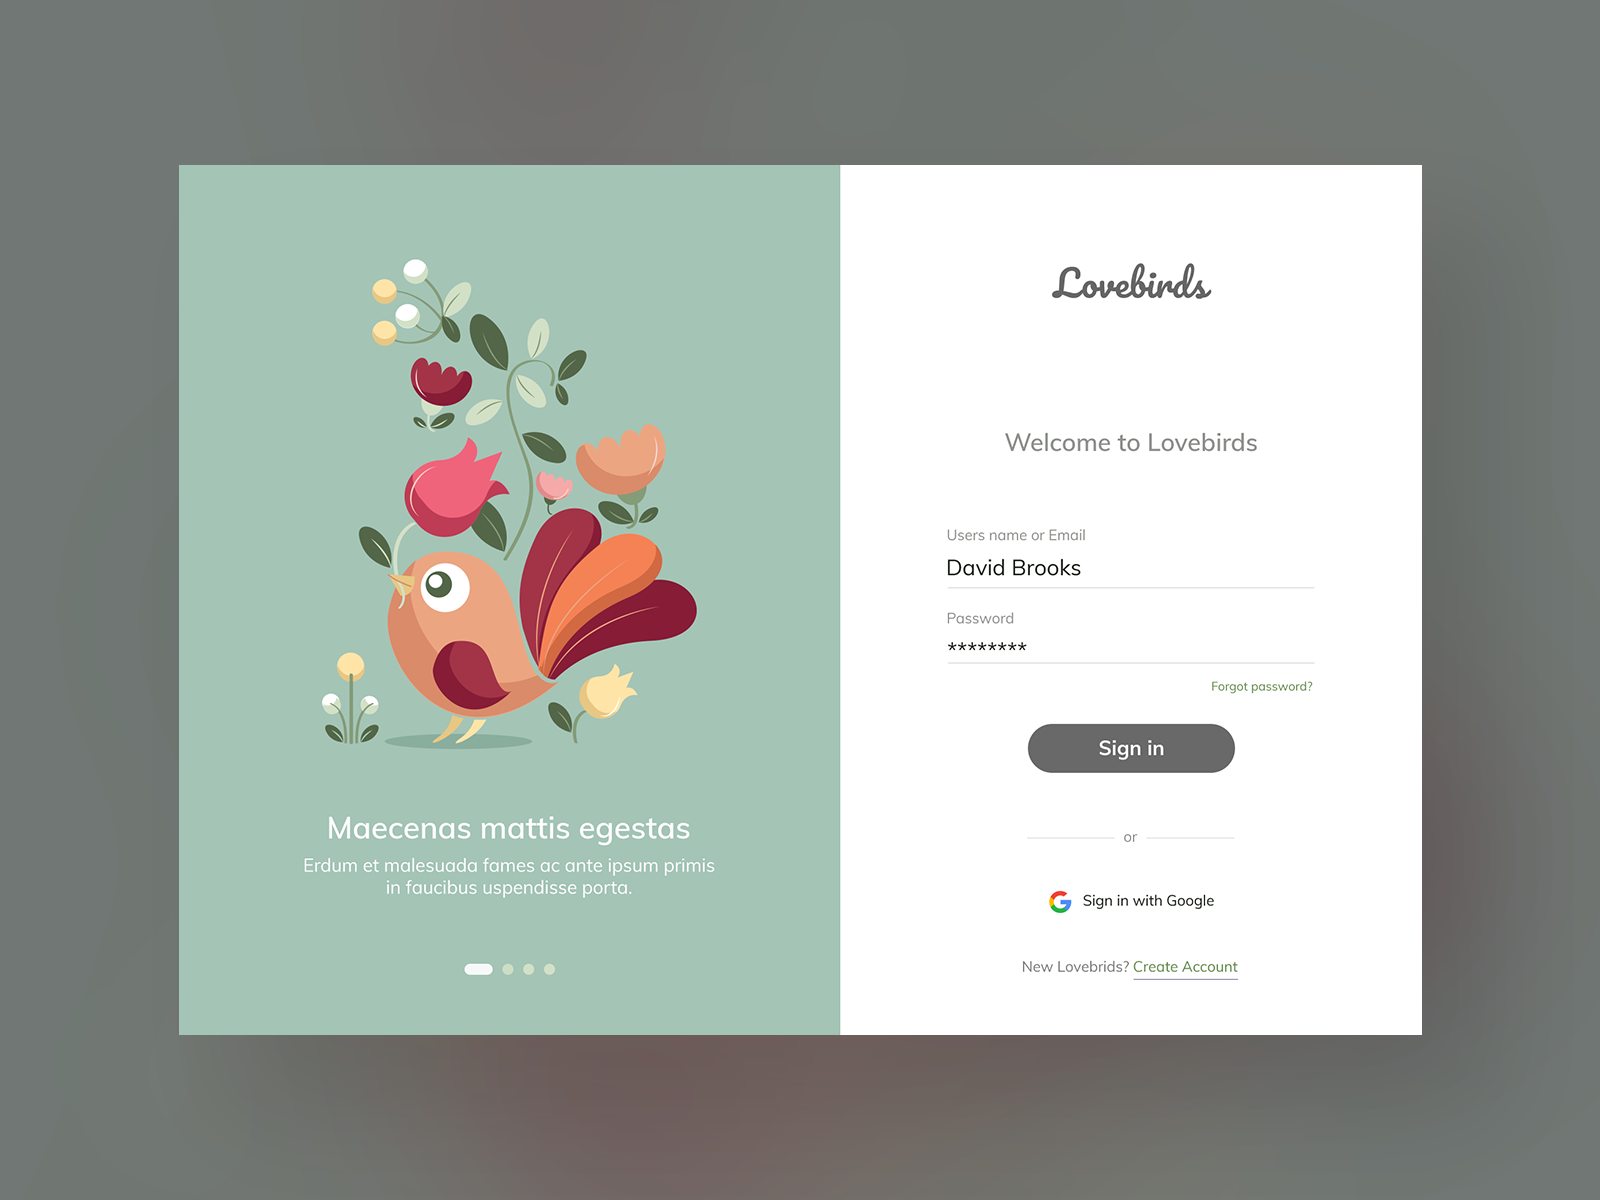 Maecenas mattis egestas
Erdum et malesuada fames ac ante ipsum primis
in faucibus uspendisse porta.
Lovebirds
Welcome to Lovebirds
Users name or Email
David Brooks
Password
********
Forgot password?
Sign in
or
Sign in with Google
New Lovebrids? Create Account